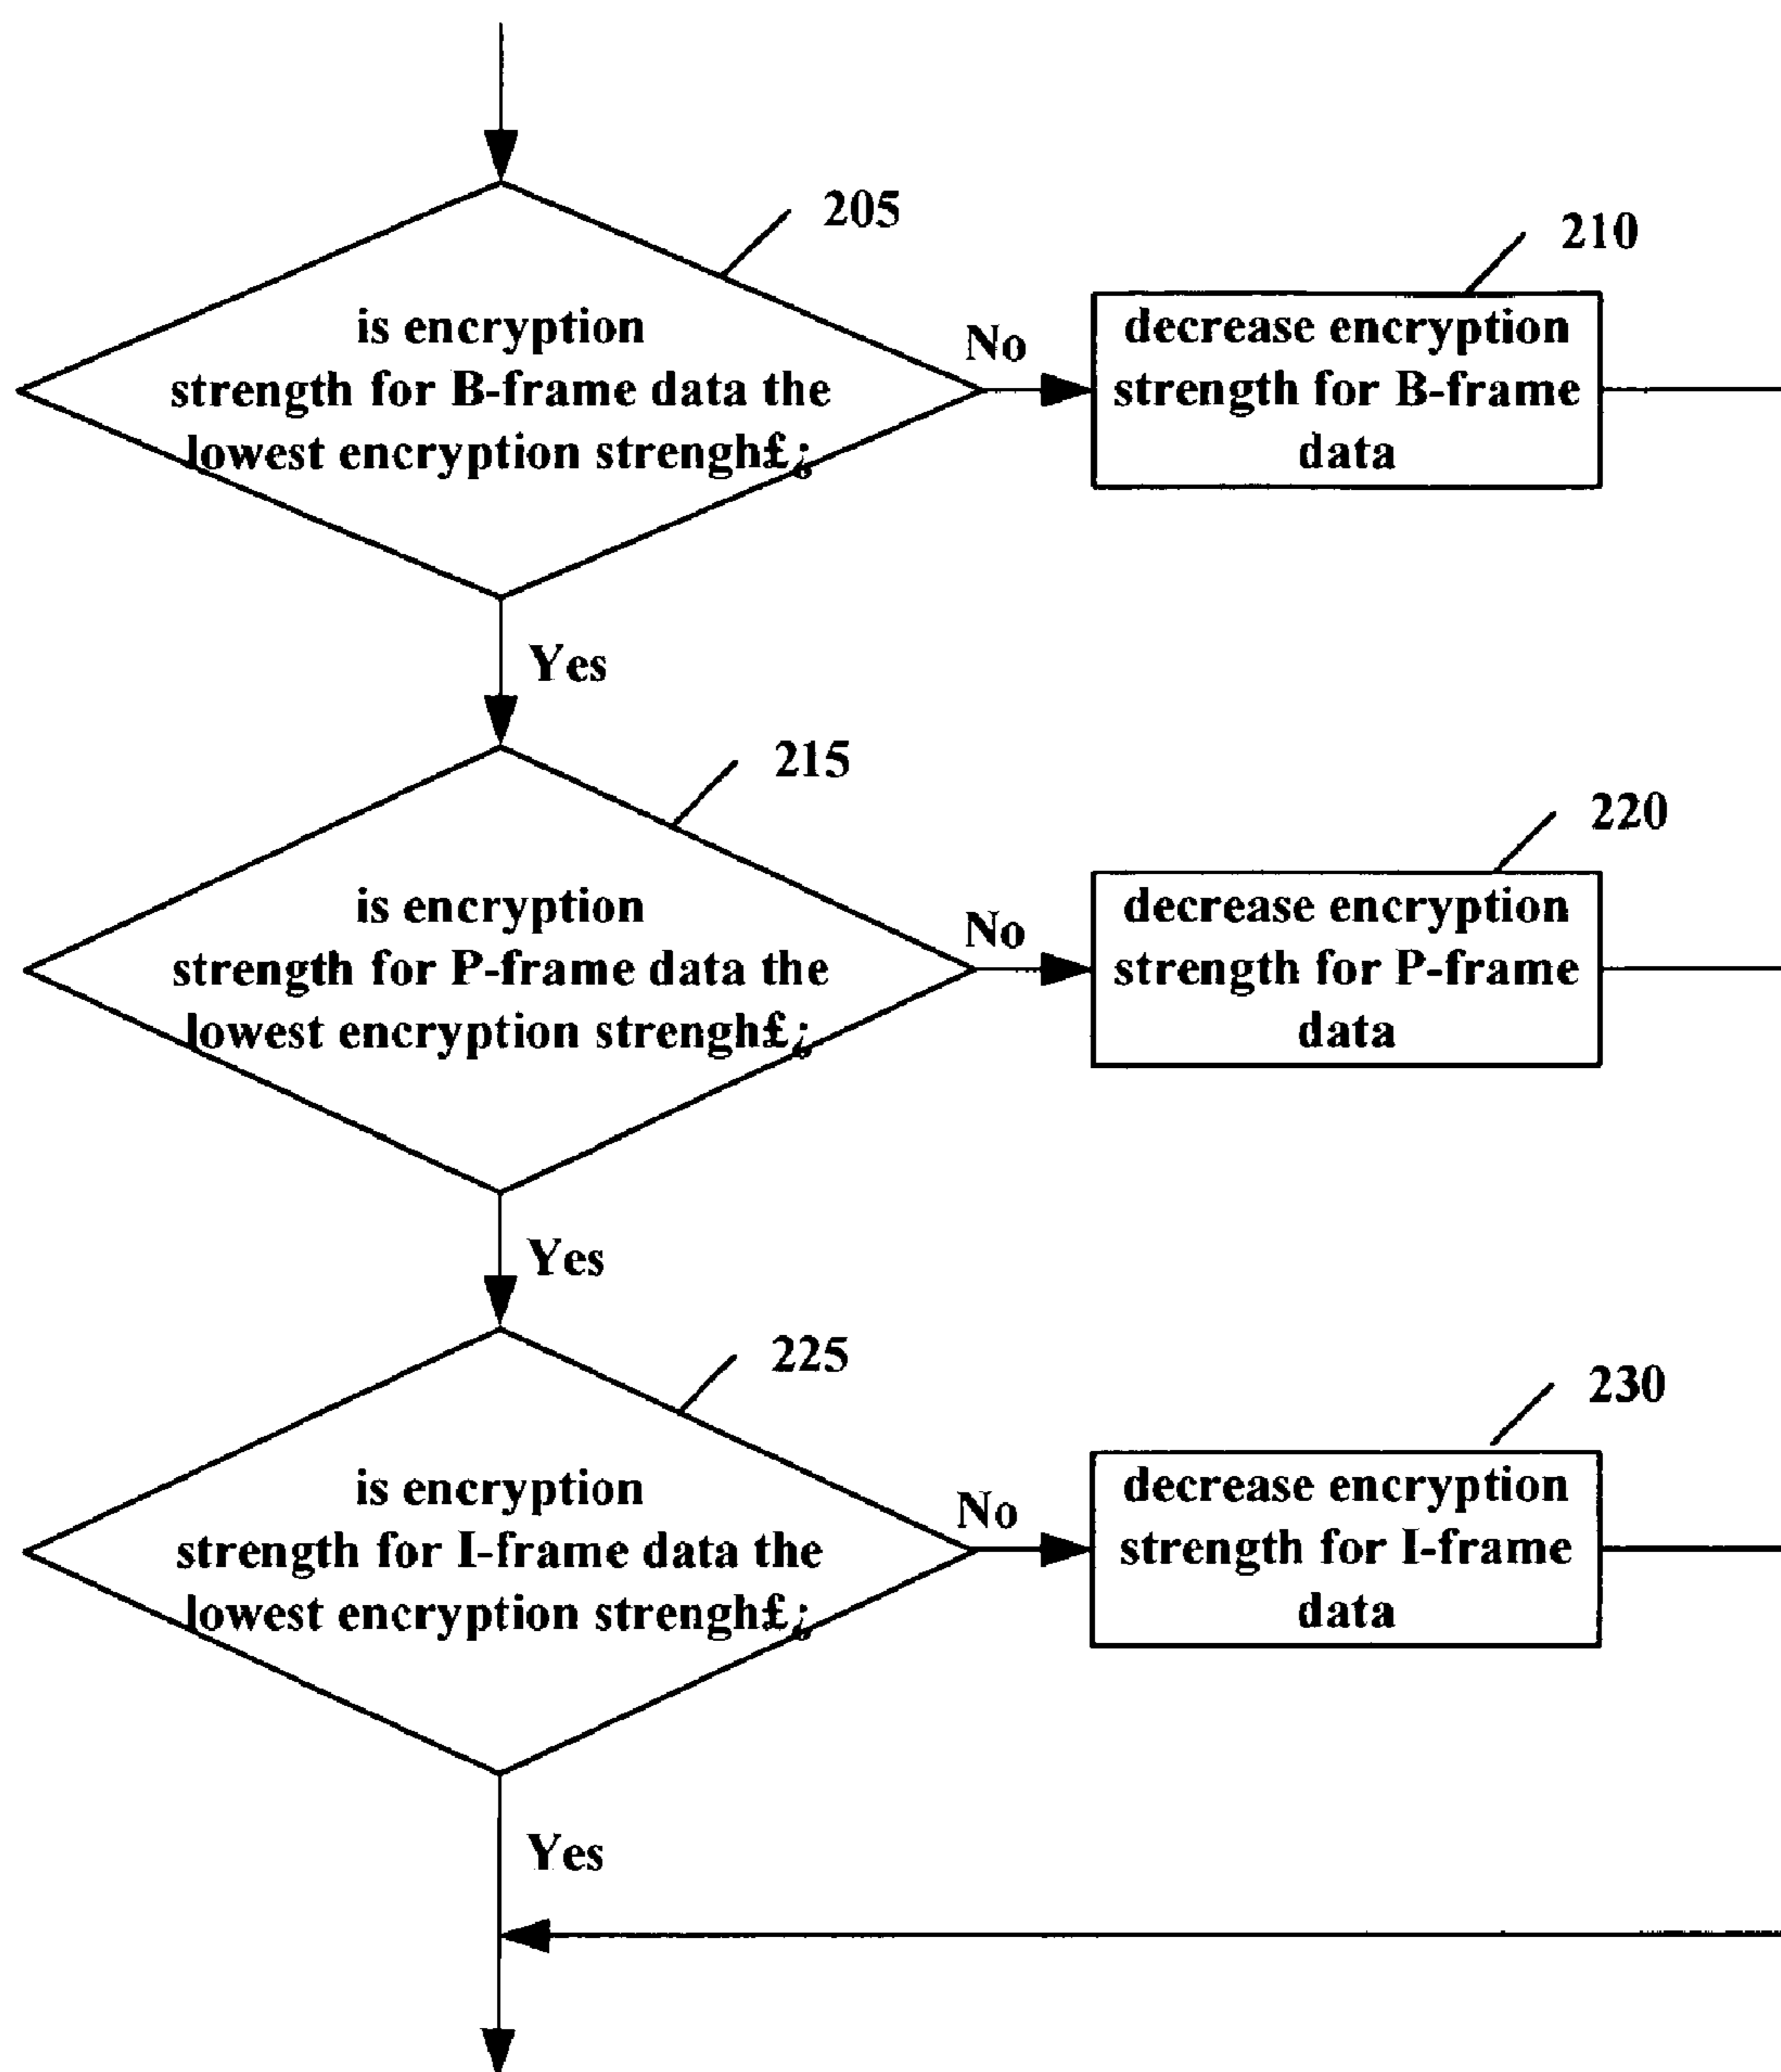 205
is encryption
strength for B-frame data the
lowest encryption strengh£¿
No
210
decrease encryption
strength for B-frame
data
Yes
215
is encryption
strength for P-frame data the
lowest encryption strengh£¿
No
220
decrease encryption
strength for P-frame
data
Yes
225
is encryption
strength for I-frame data the
lowest encryption strengh£¿
No
230
decrease encryption
strength for I-frame
data
Yes